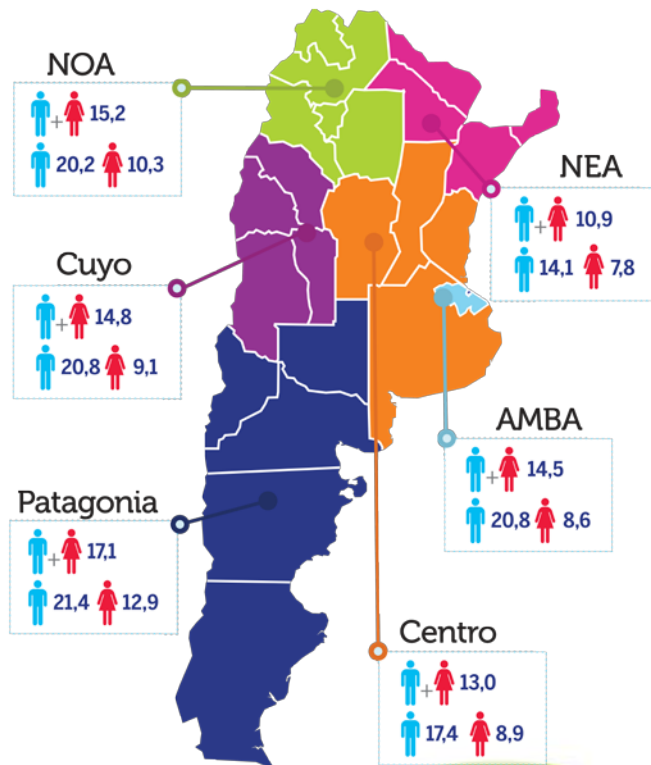 NOA
+ 15,2
20,2 10,3
NEA
+ 10,9
14,1 7,8
Cuyo
+ 14,8
20,8 9,1
AMBA
+ 14,5
20,8 8,6
Patagonia
+ 17,1
21,4 12,9
Centro
+ 13,0
17,4 8,9